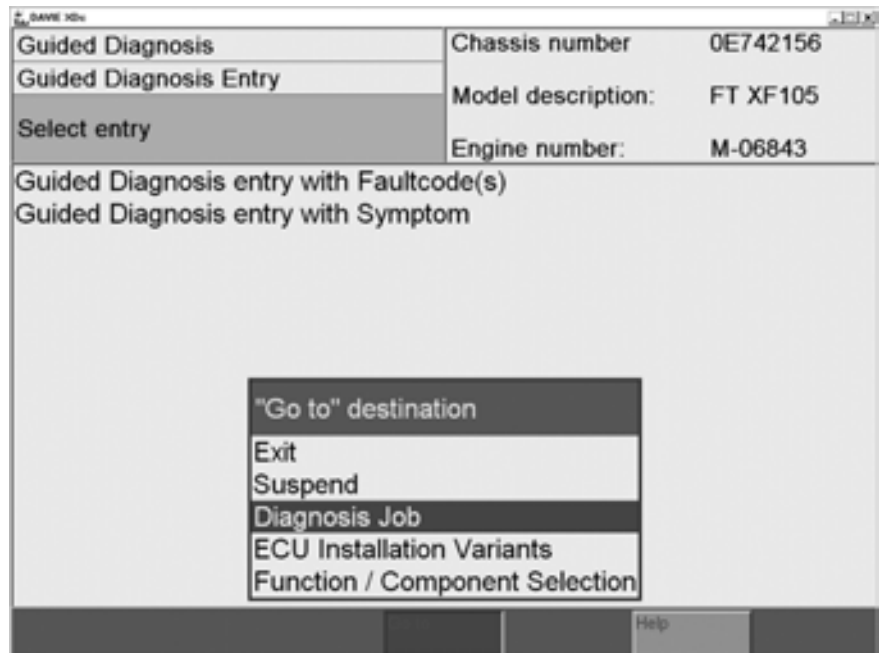 DAVIE XDc
Guided Diagnosis
Guided Diagnosis Entry
Select entry
Chassis number 0E742156
Model description: FT XF105
Engine number: M-06843
Guided Diagnosis entry with Faultcode(s)
Guided Diagnosis entry with Symptom
"Go to" destination
Exit
Suspend
Diagnosis Job
ECU Installation Variants
Function / Component Selection
Help